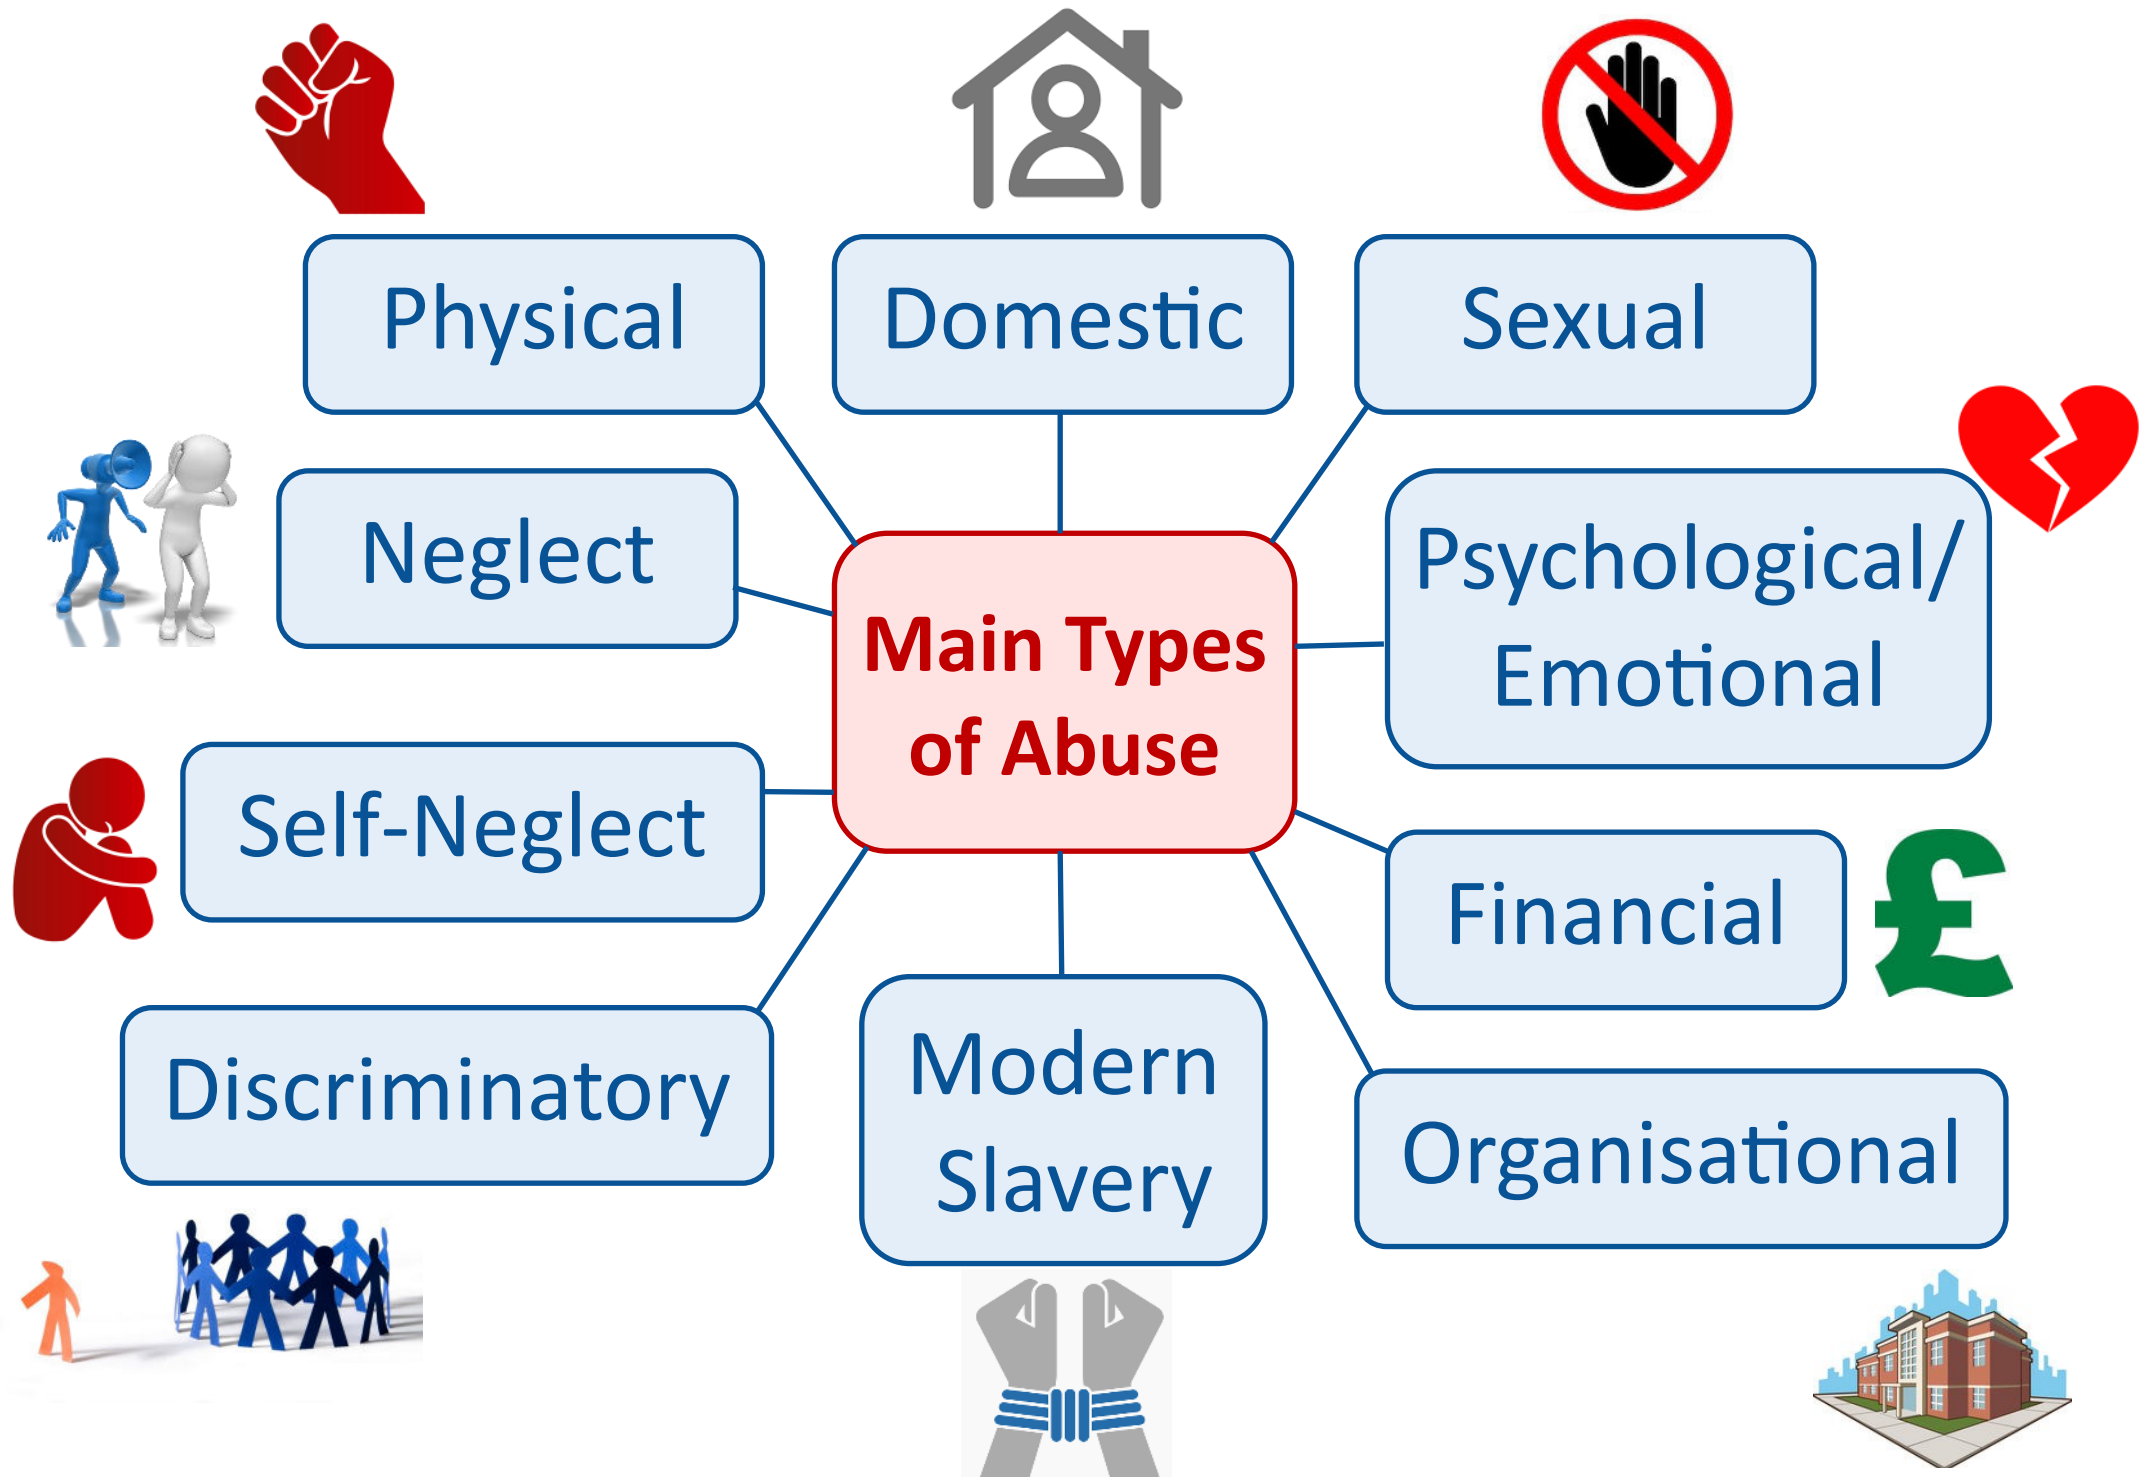 Physical
Domestic
Sexual
Neglect
Psychological/
Emotional
Main Types
of Abuse
Self-Neglect
Financial
Discriminatory
Modern
Slavery
Organisational
£